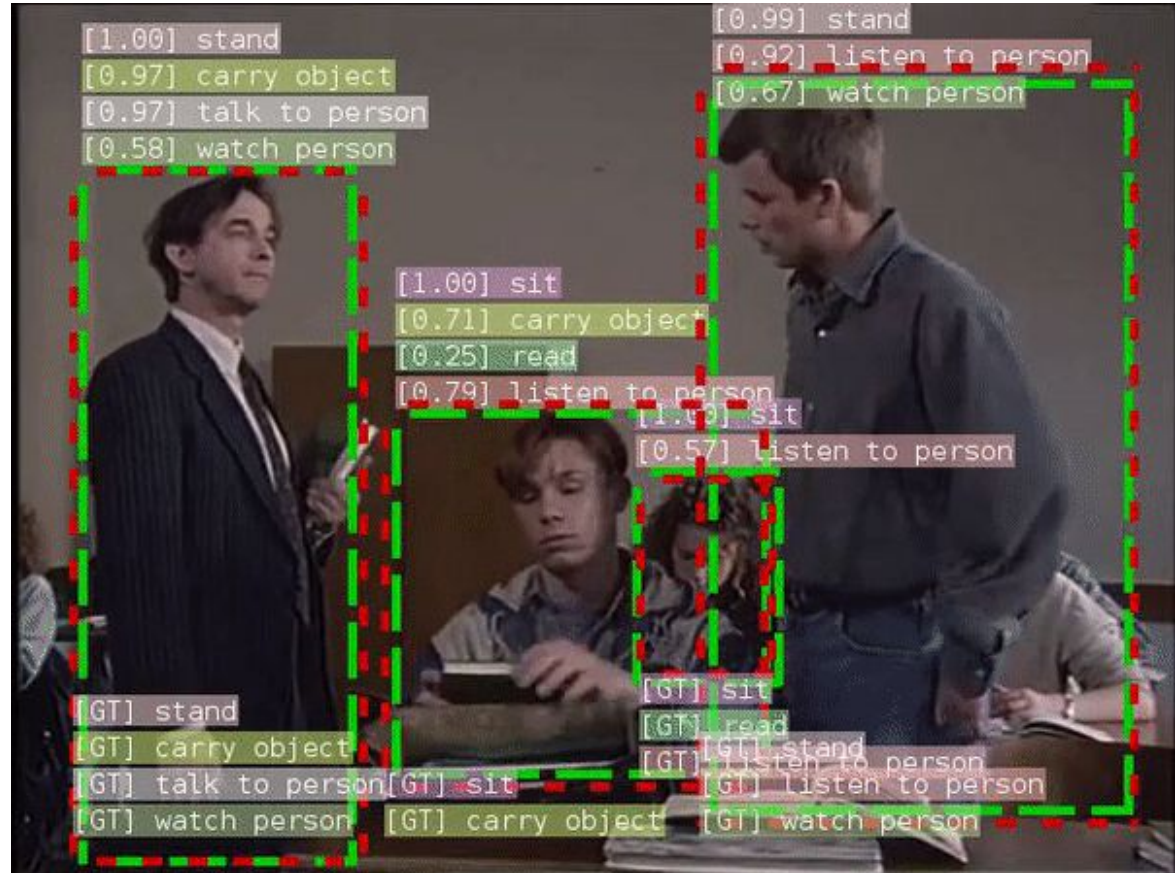 [1.00] stand
[0.97] carry object
[0.97] talk to person
[0.58] watch person
[0.99] stand
[0.92] listen to person
[0.67] watch person
[1.00] sit
[0.71] carry object
[0.25] read
[0.79] listen to person
[1.00] sit
[0.57] listen to person
[GT] stand
[GT] carry object
[GT] talk to person
[GT] watch person
[GT] sit
[GT] carry object
[GT] sit
[GT] read
[GT] listen to person
[GT] stand
[GT] listen to person
[GT] watch person